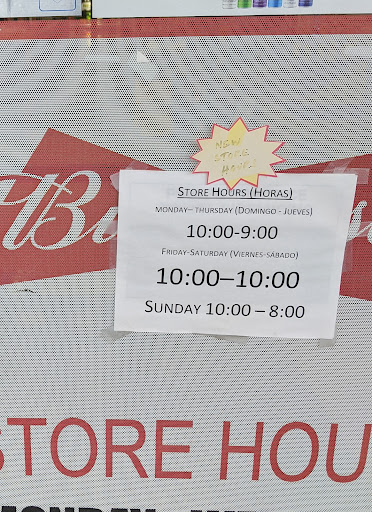 NEW
STORE
HOURS
STORE HOURS (HORAS)
MONDAY– THURSDAY (DOMINGO - JUEVES)
10:00-9:00
FRIDAY-SATURDAY (VIERNES-SABADO)
10:00–10:00
SUNDAY 10:00 – 8:00
Bu
STORE HOU